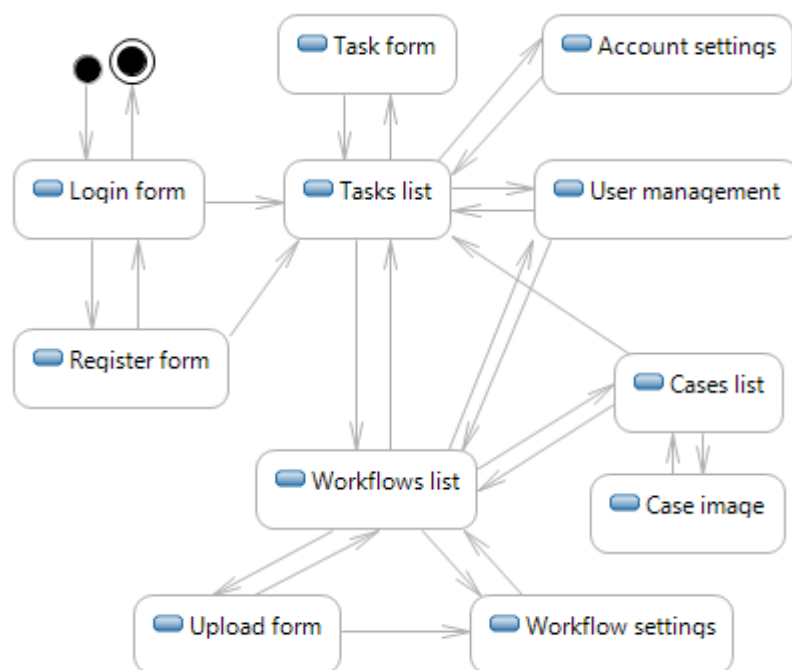 Task form
Account settings
Login form
Tasks list
User management
Register form
Cases list
Workflows list
Case image
Upload form
Workflow settings